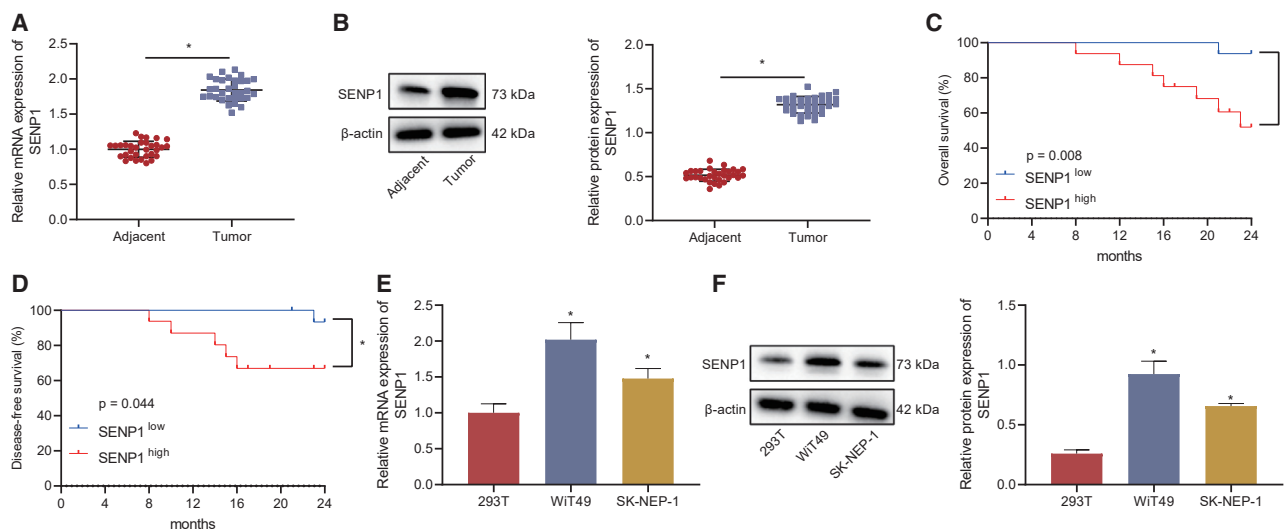 A
Relative mRNA expression of
SENP1
2.5
2.0
1.5
1.0
0.5
0.0
*
Adjacent
Tumor
B
SENP1
73 kDa
β-actin
42 kDa
Adjacent
Tumor
Relative protein expression of
SENP1
2.0
1.5
1.0
0.5
0.0
*
Adjacent
Tumor
C
Overall survival (%)
100
80
60
40
20
0
p = 0.008
SENP1 low
SENP1 high
0 4 8 12 16 20 24
months
D
Disease-free survival (%)
100
80
60
40
20
0
*
p = 0.044
SENP1 low
SENP1 high
0 4 8 12 16 20 24
months
E
Relative mRNA expression of
SENP1
2.5
2.0
1.5
1.0
0.5
0.0
*
*
293T
WiT49
SK-NEP-1
F
SENP1
73 kDa
β-actin
42 kDa
293T
WiT49
SK-NEP-1
Relative protein expression of
SENP1
1.5
1.0
0.5
0.0
*
*
293T
WiT49
SK-NEP-1